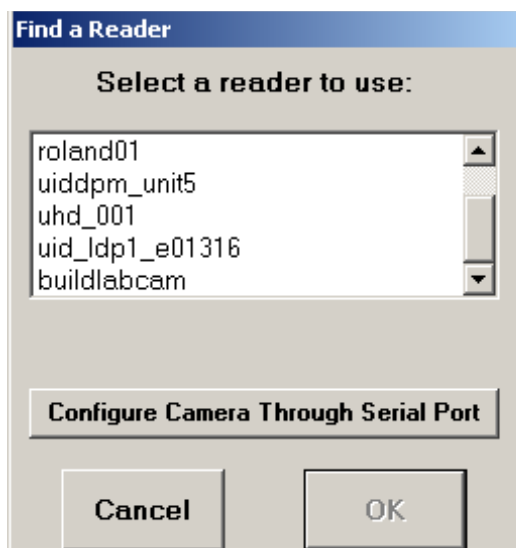 Find a Reader
Select a reader to use:
roland01
uiddpm_unit5
uhd_001
uid_ldp1_e01316
buildlabcam
Configure Camera Through Serial Port
Cancel OK